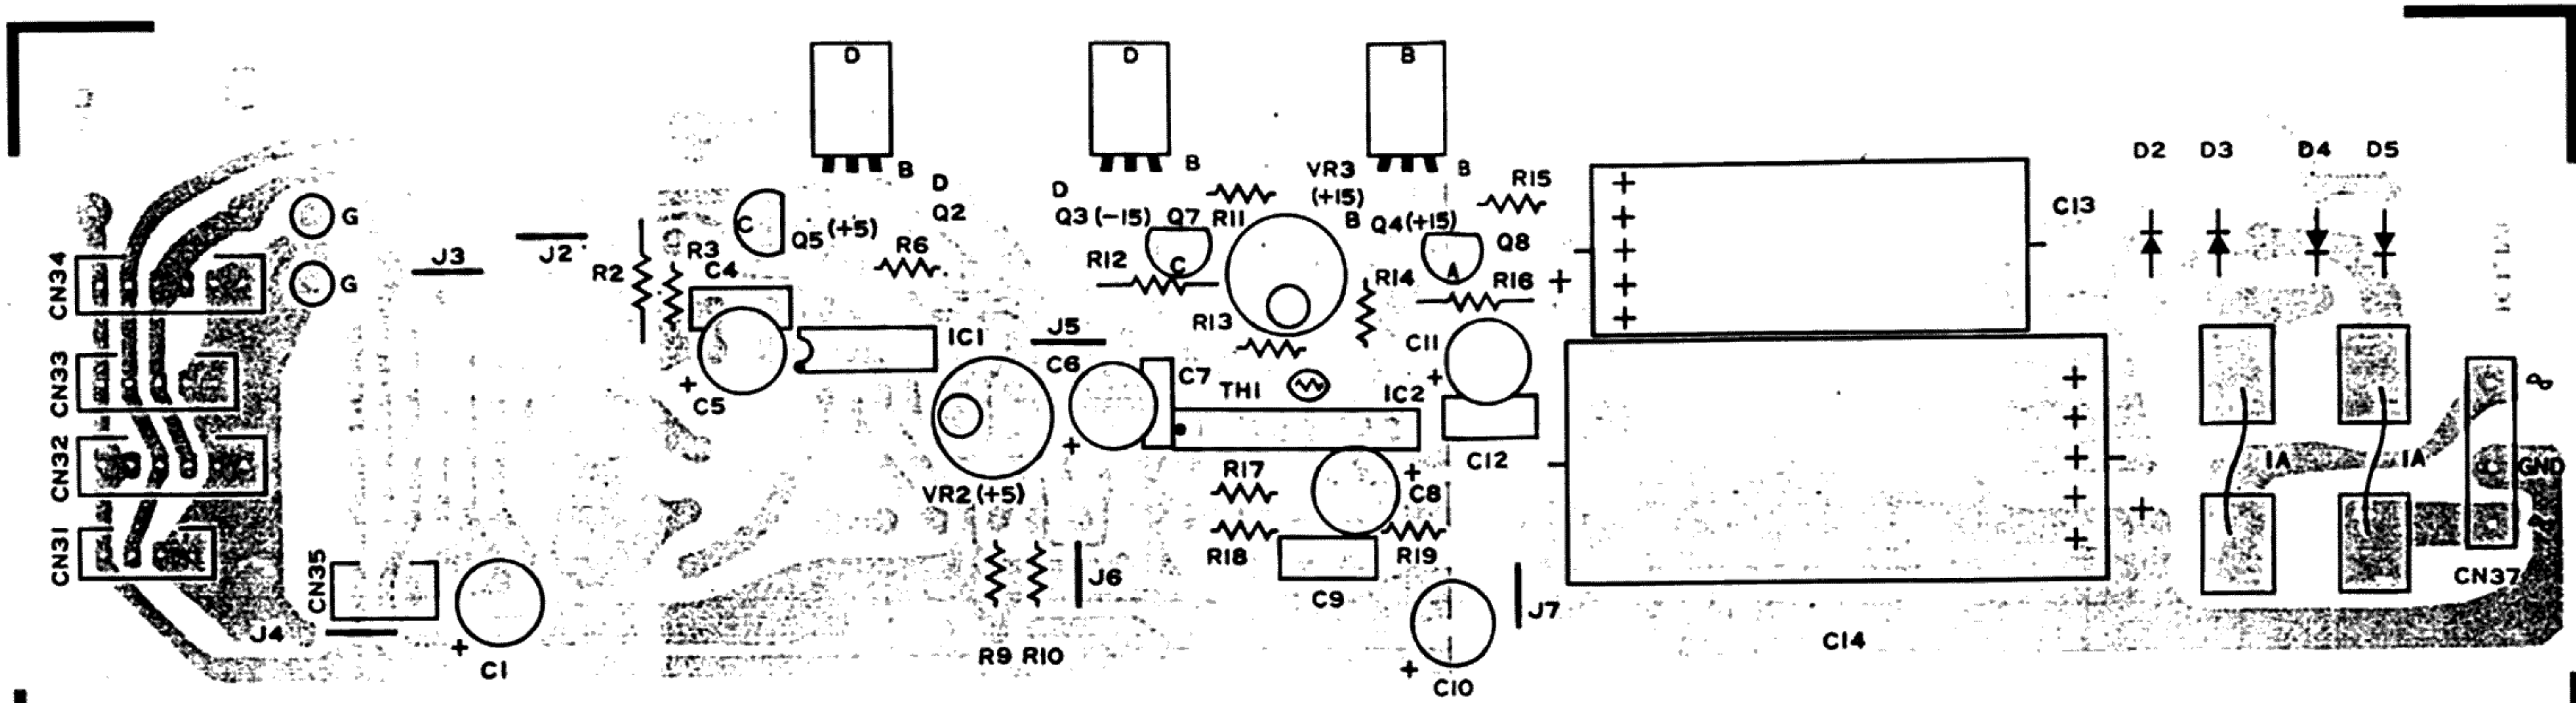 D D B
D2 D3 D4 D5
B D B VR3 B R15
Q2 D Q3 (-15) Q7 R11 (+15) B Q4 (+15) C13
G C Q5 (+5) Q8
J3 J2 R3 R6 R12 C A
CN34 G R2 C4 R14 R16 +
+ + + + +
R13
IC1 J5 C11
CN33 C6 C7 TH1 IC2 +
+ C5 +
CN32 VR2 (+5) R17 + C8 C12 1A 1A GND
+ + + + + +
CN31 R18 R19
CN35 J6 C9 CN37
J4 J7
+ C1 R9 R10 C14
+ C10